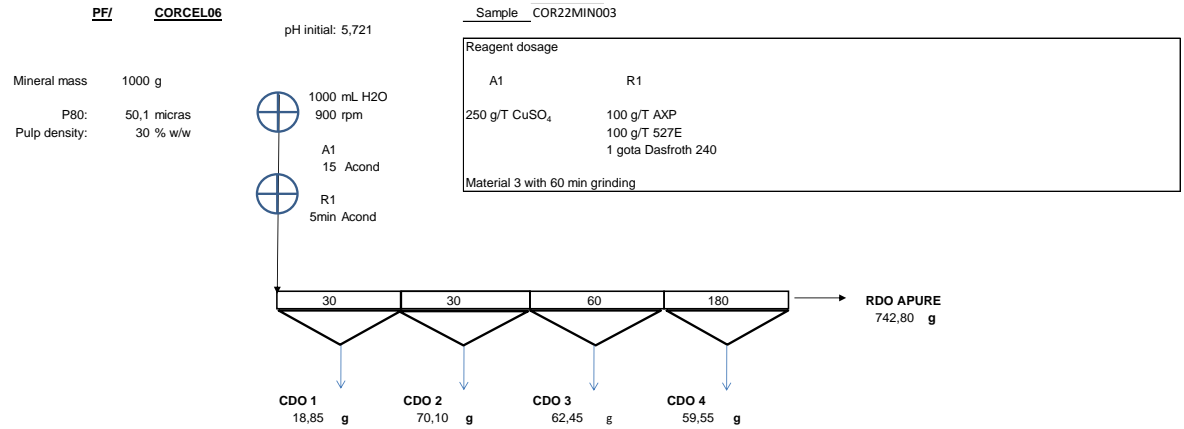 PF/ CORCEL06
Sample COR22MIN003
pH initial: 5,721
Reagent dosage
Mineral mass 1000 g
A1 R1
1000 mL H2O
P80: 50,1 micras
900 rpm
250 g/T CuSO₄ 100 g/T AXP
Pulp density: 30 % w/w
100 g/T 527E
A1
1 gota Dasfroth 240
15 Acond
Material 3 with 60 min grinding
R1
5min Acond
30 30 60 180
RDO APURE
742,80 g
CDO 1 CDO 2 CDO 3 CDO 4
18,85 g 70,10 g 62,45 g 59,55 g